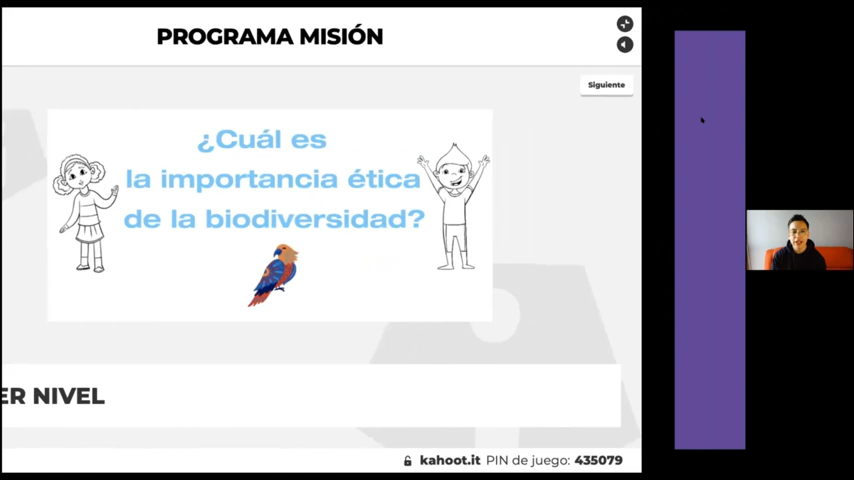 PROGRAMA MISIÓN
Siguiente
¿Cuál es
la importancia ética
de la biodiversidad?
ER NIVEL
kahoot.it PIN de juego: 435079